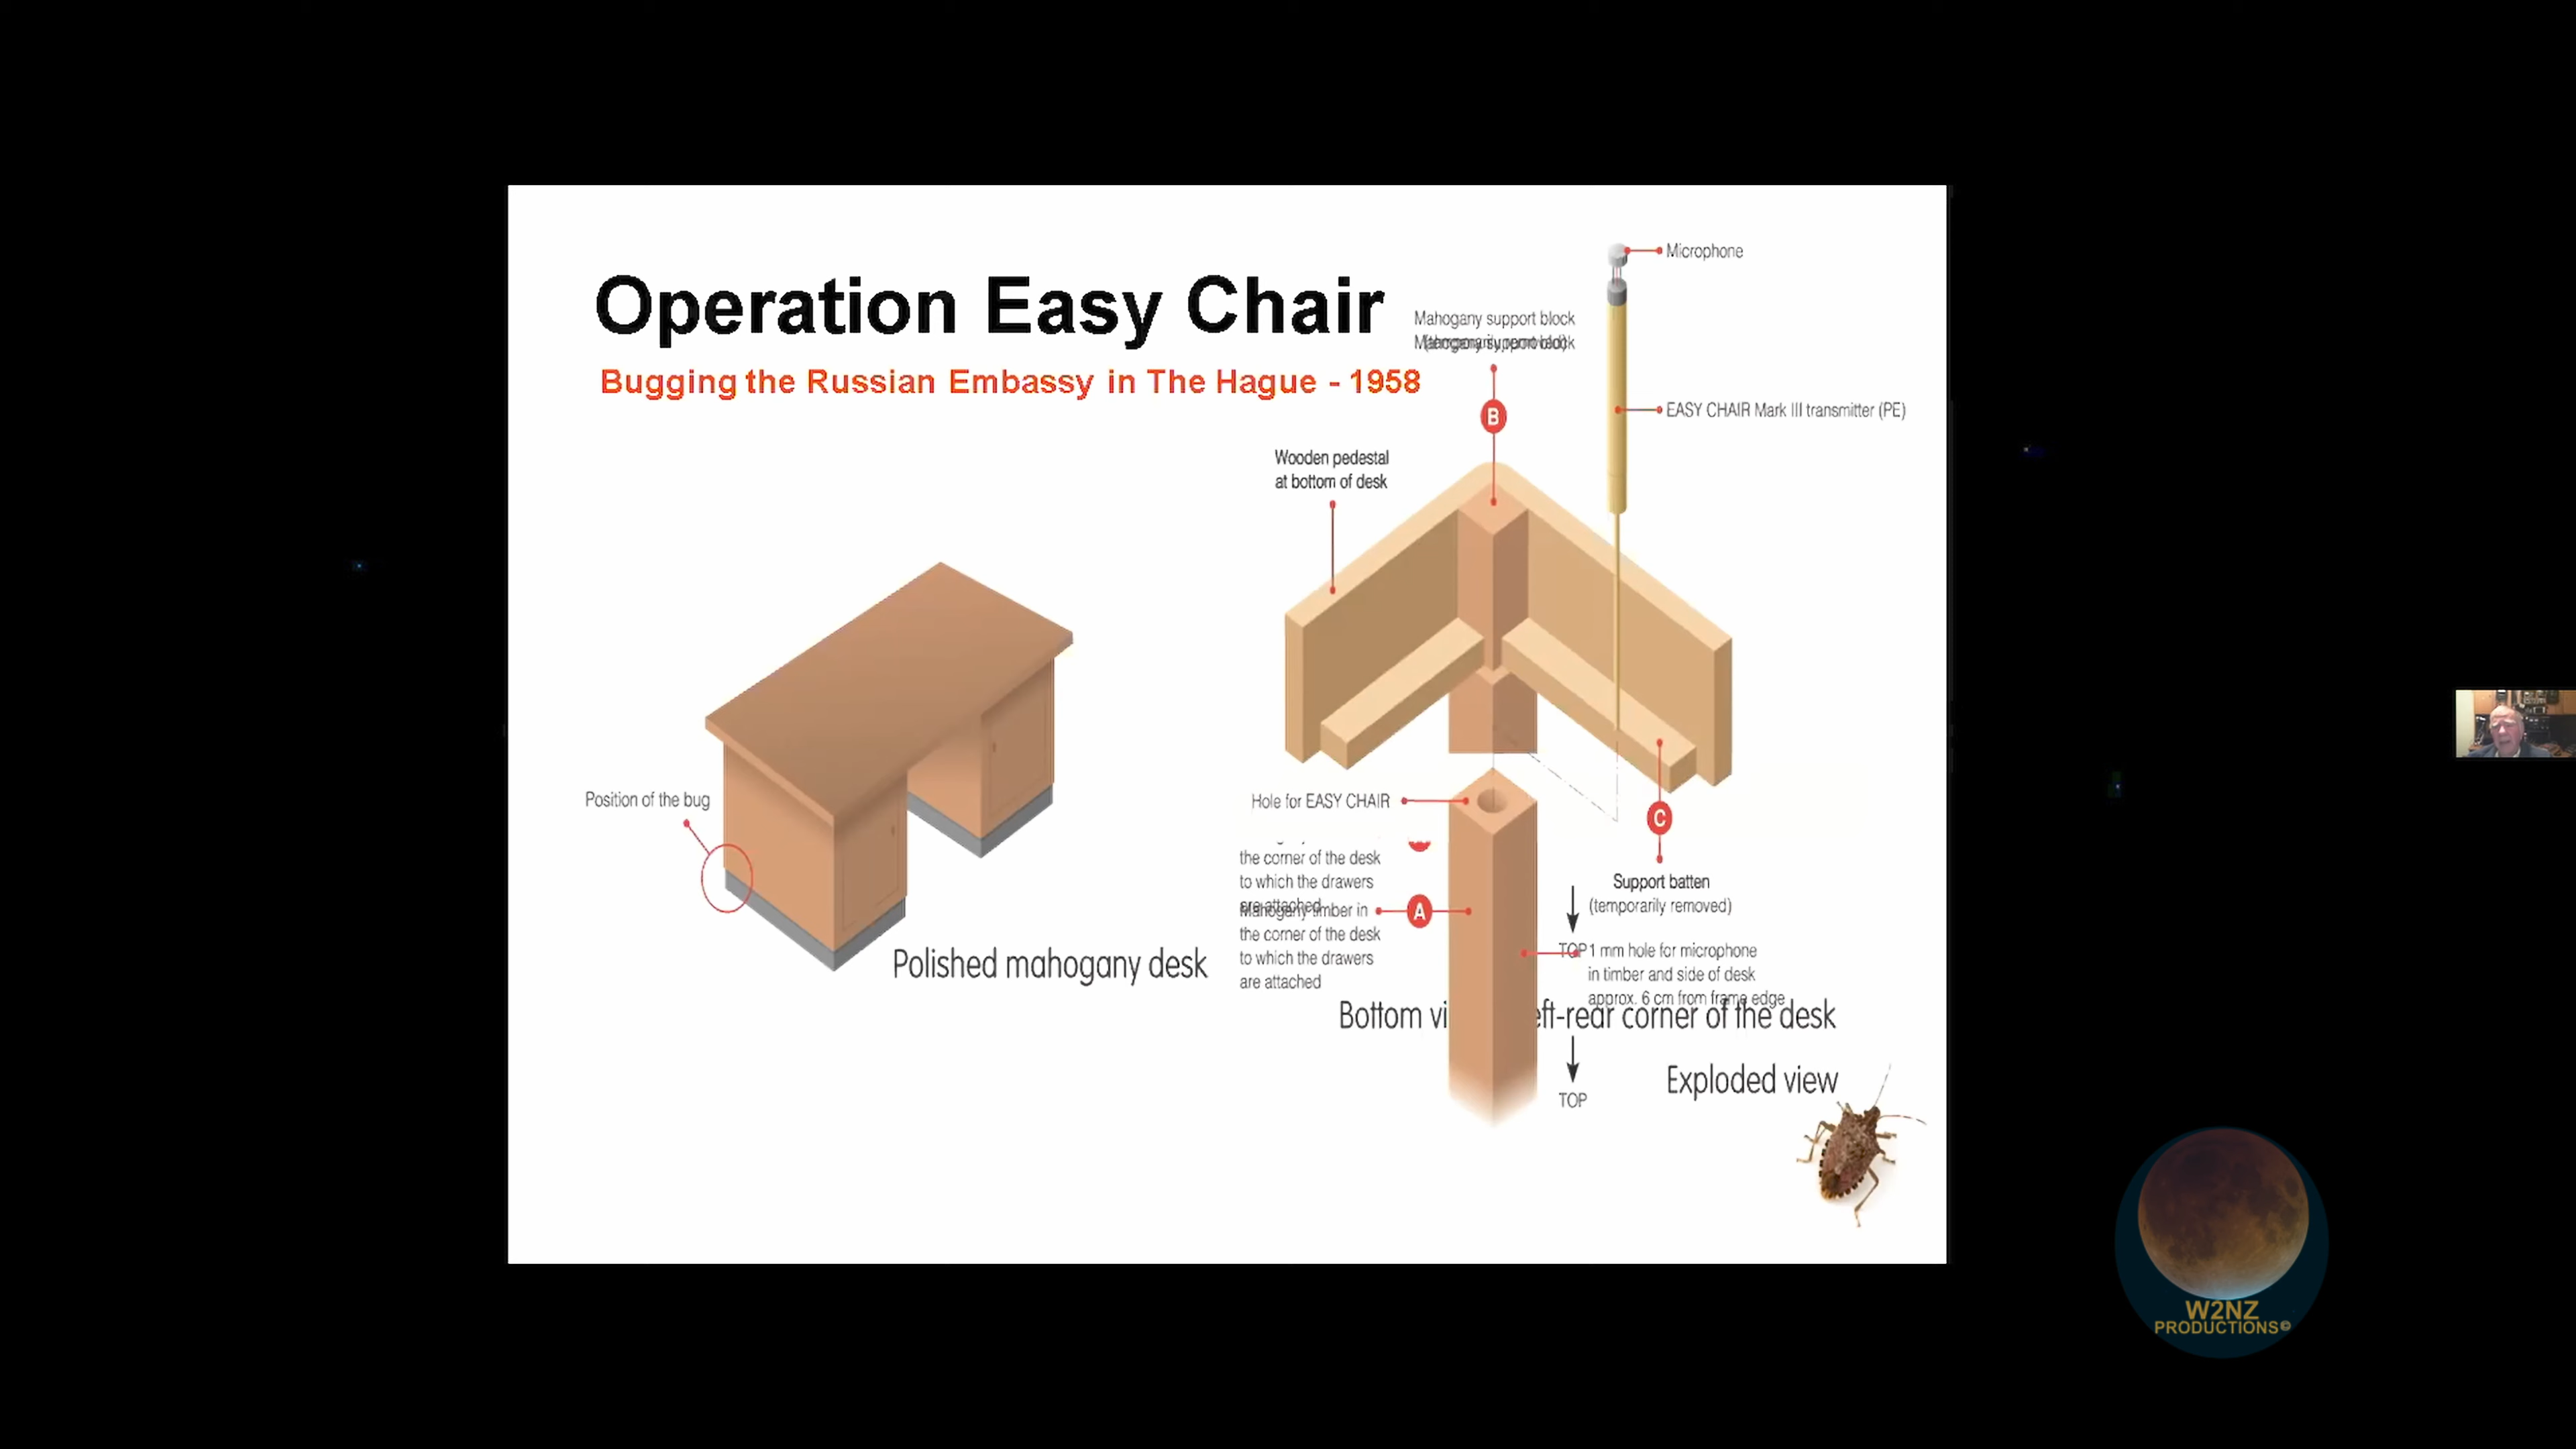 Operation Easy Chair
Bugging the Russian Embassy in The Hague - 1958
Microphone
Mahogany support block
EASY CHAIR Mark III transmitter (PE)
B
Wooden pedestal
at bottom of desk
Position of the bug
Polished mahogany desk
Hole for EASY CHAIR
C
the corner of the desk
to which the drawers
are attached
Mahogany timber in
A
the corner of the desk
to which the drawers
are attached
Support batten
(temporarily removed)
TOP
1 mm hole for microphone
in timber and side of desk
approx. 6 cm from frame edge
Bottom vi eft-rear corner of the desk
Exploded view
TOP
W2NZ
PRODUCTIONS©